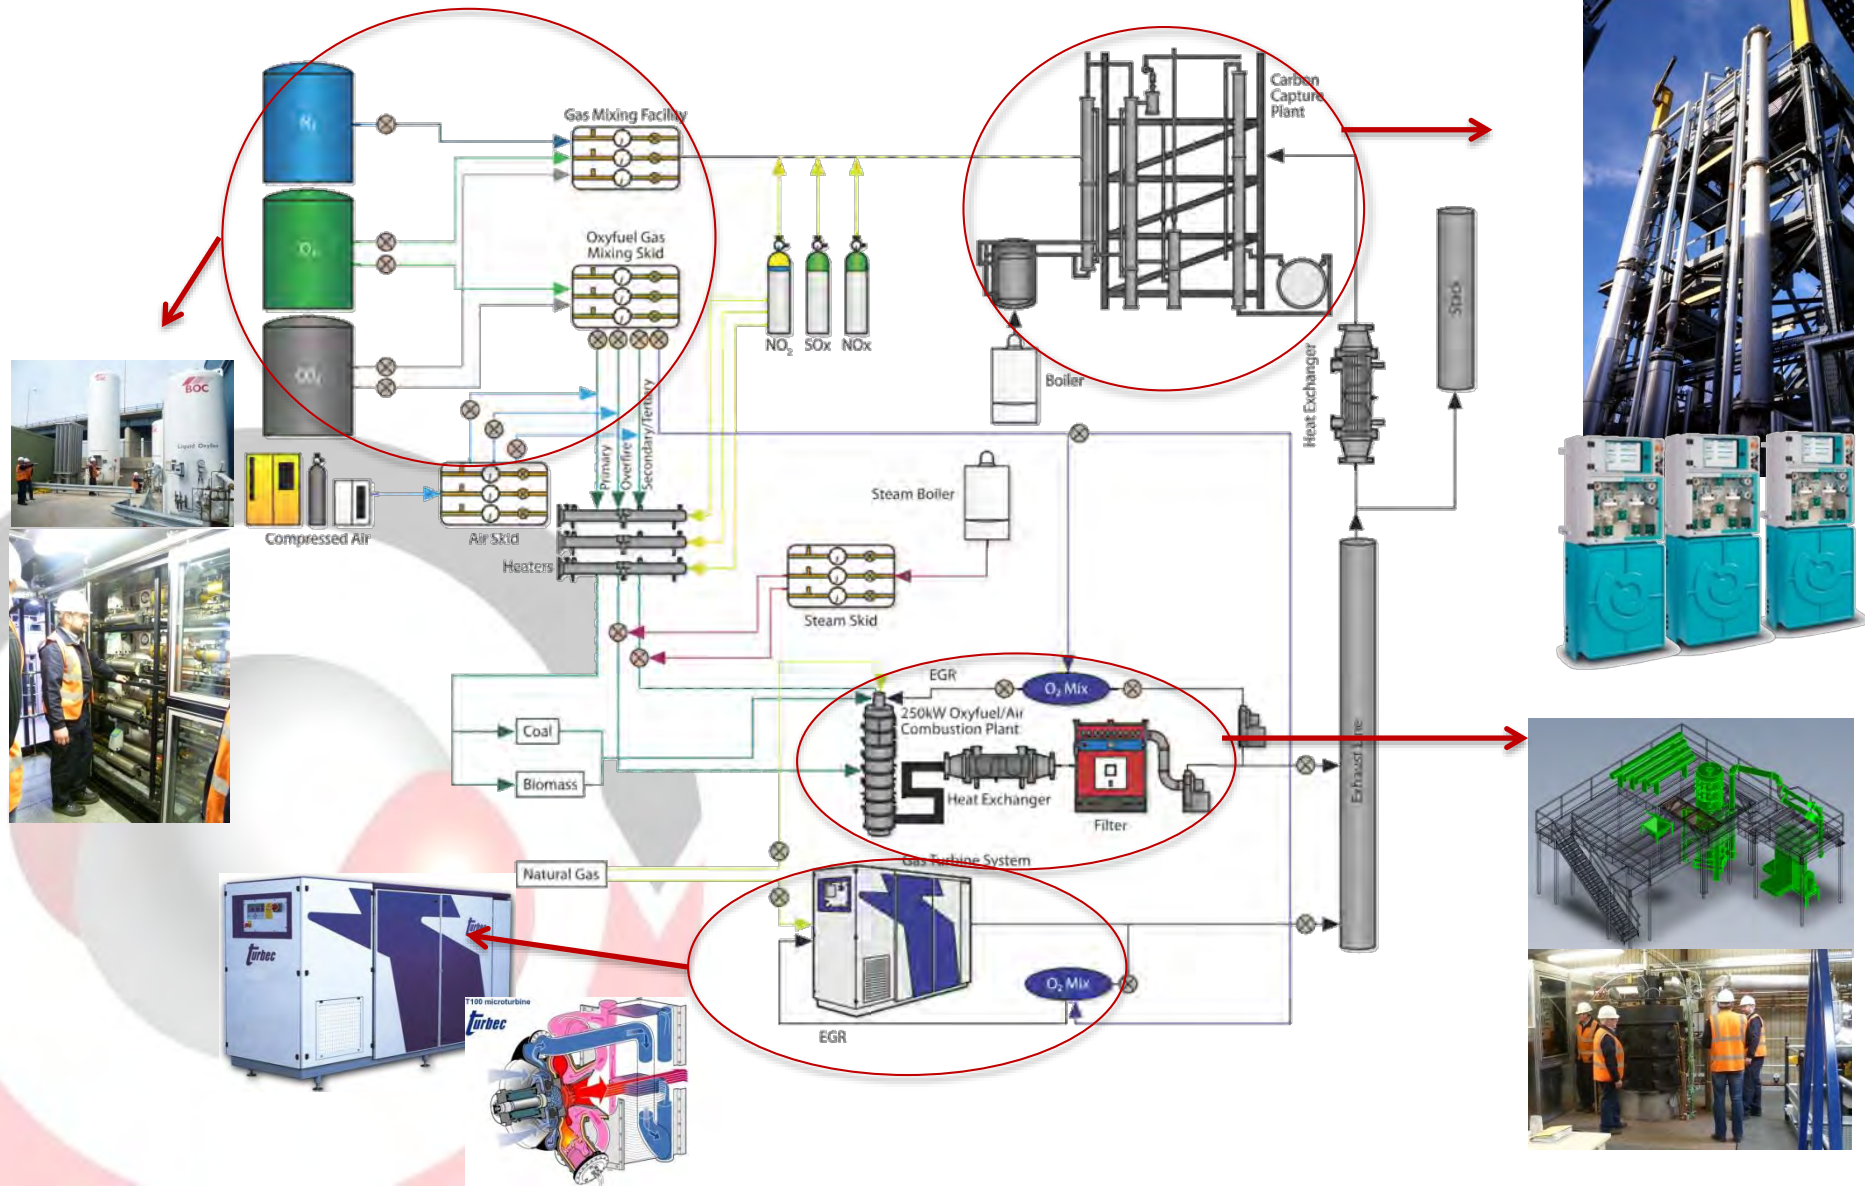 N₂
Gas Mixing Facility
Carbon
Capture
Plant
O₂
Oxyfuel Gas
Mixing Skid
NO₂
SOx
NOx
CO₂
Boiler
Heat Exchanger
Stack
BOC
Liquid Oxygen
Primary
Overfire
Secondary/Tertiary
Compressed Air
Air Skid
Heaters
Steam Boiler
Steam Skid
EGR
O₂ Mix
250kW Oxyfuel/Air
Combustion Plant
Coal
Biomass
Heat Exchanger
Filter
Exhaust Line
Natural Gas
Gas Turbine System
Turbec
Turbec
O₂ Mix
EGR
T100 microturbine
Turbec